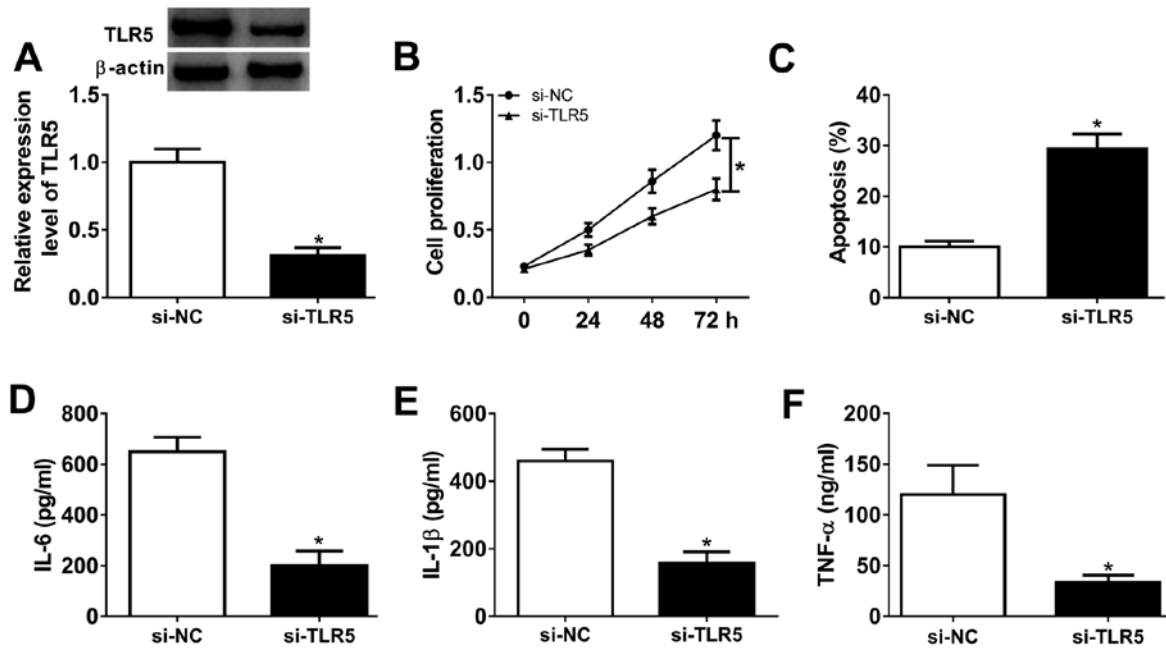 A
TLR5
β-actin
Relative expression
level of TLR5
1.5
1.0
0.5
0.0
*
si-NC
si-TLR5
B
si-NC
si-TLR5
Cell proliferation
1.5
1.0
0.5
0.0
*
0 24 48 72 h
C
Apoptosis (%)
40
30
20
10
0
*
si-NC
si-TLR5
D
IL-6 (pg/ml)
800
600
400
200
0
*
si-NC
si-TLR5
E
IL-1β (pg/ml)
600
400
200
0
*
si-NC
si-TLR5
F
TNF-α (ng/ml)
200
150
100
50
0
*
si-NC
si-TLR5